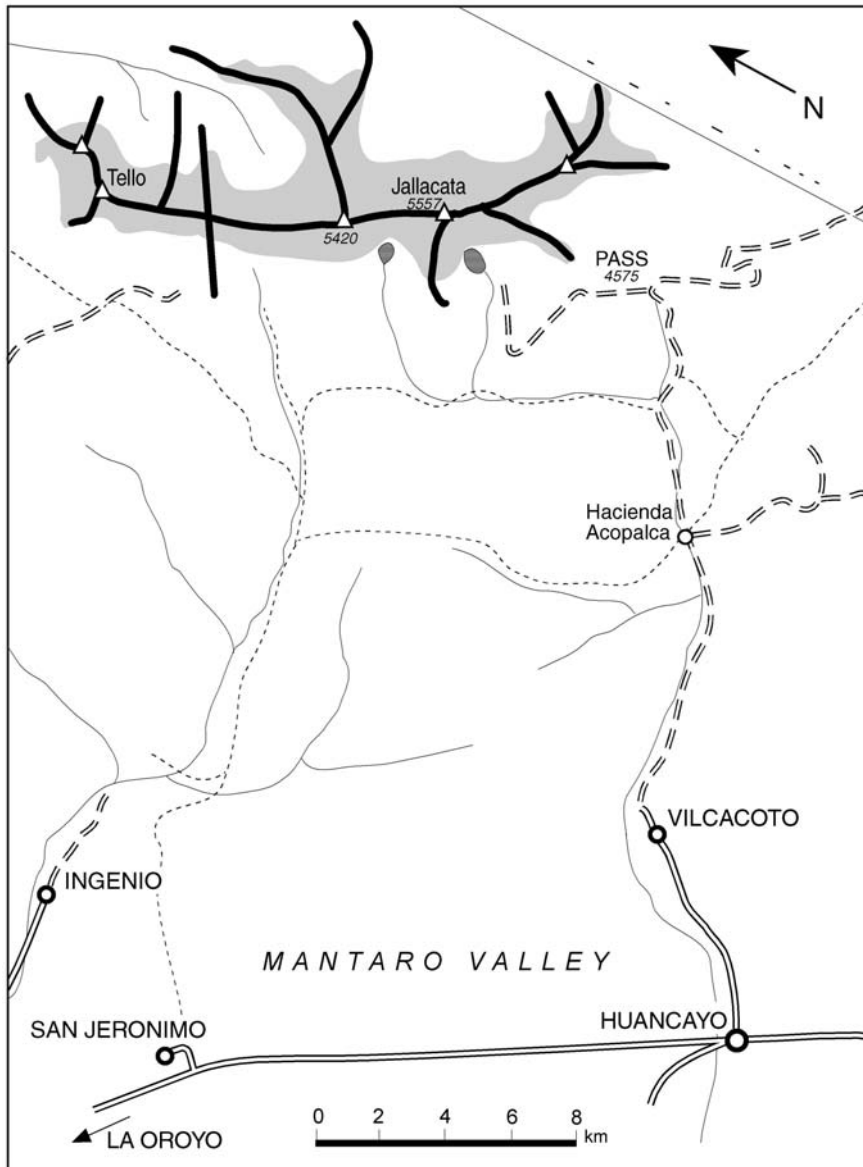 N
Tello
Jallacata
5557
5420
PASS
4575
Hacienda
Acopalca
VILCACOTO
INGENIO
MANTARO VALLEY
SAN JERONIMO
HUANCAYO
LA OROYO
0 2 4 6 8
km